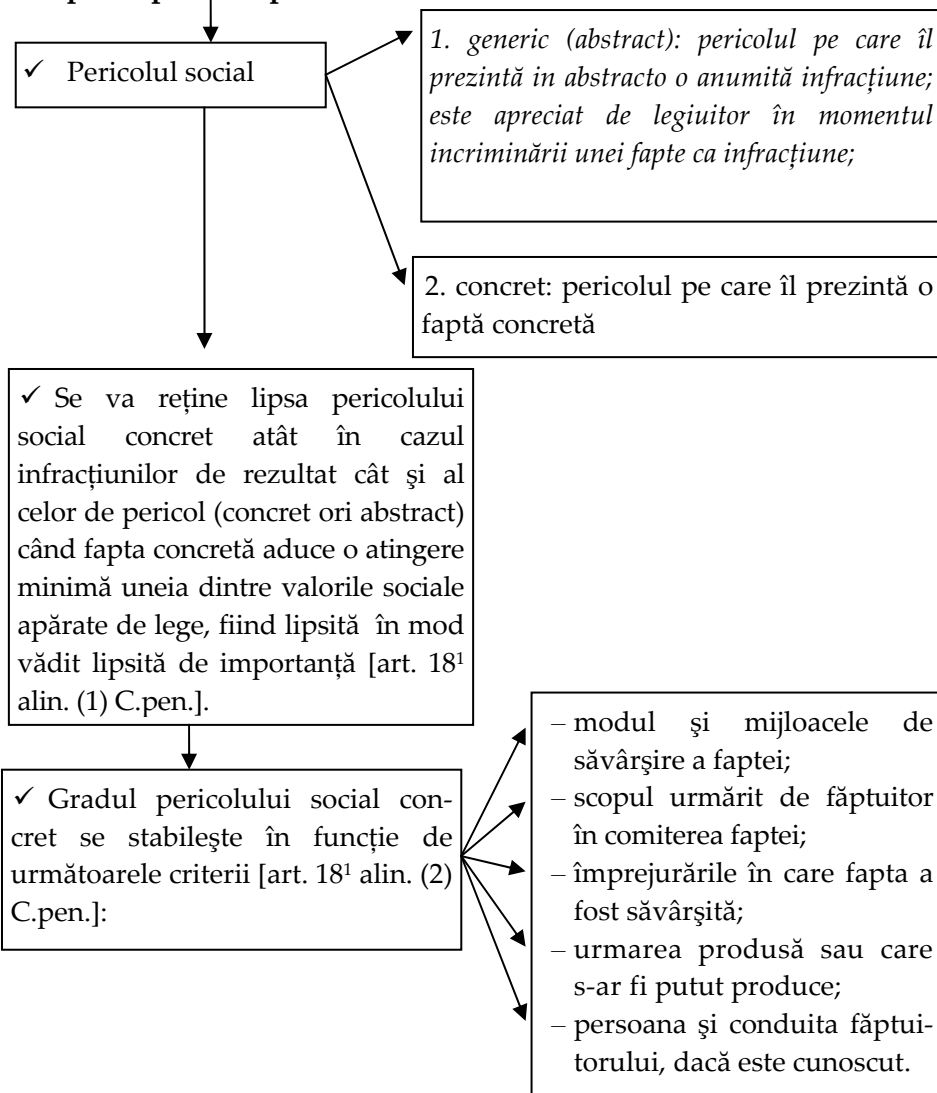 ✓ Pericolul social
1. generic (abstract): pericolul pe care îl
prezintă in abstracto o anumită infracţiune;
este apreciat de legiuitor în momentul
incriminării unei fapte ca infracţiune;
2. concret: pericolul pe care îl prezintă o
faptă concretă
✓ Se va reţine lipsa pericolului
social concret atât în cazul
infracţiunilor de rezultat cât şi al
celor de pericol (concret ori abstract)
când fapta concretă aduce o atingere
minimă uneia dintre valorile sociale
apărate de lege, fiind lipsită în mod
vădit lipsită de importanţă [art. 18¹
alin. (1) C.pen.].
✓ Gradul pericolului social con-
cret se stabileşte în funcţie de
următoarele criterii [art. 18¹ alin. (2)
C.pen.]:
– modul şi mijloacele de
săvârşire a faptei;
– scopul urmărit de făptuitor
în comiterea faptei;
– împrejurările în care fapta a
fost săvârşită;
– urmarea produsă sau care
s-ar fi putut produce;
– persoana şi conduita făptui-
torului, dacă este cunoscut.